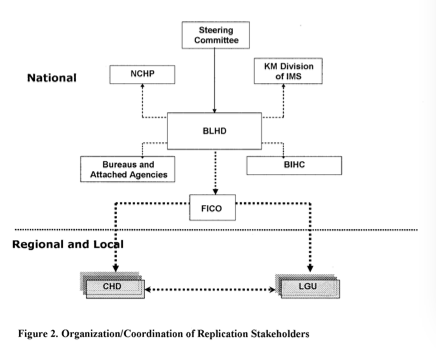 Steering
Committee
National
NCHP
KM Division
of IMS
BLHD
Bureaus and
Attached Agencies
BIHC
FICO
Regional and Local
CHD
LGU
Figure 2. Organization/Coordination of Replication Stakeholders